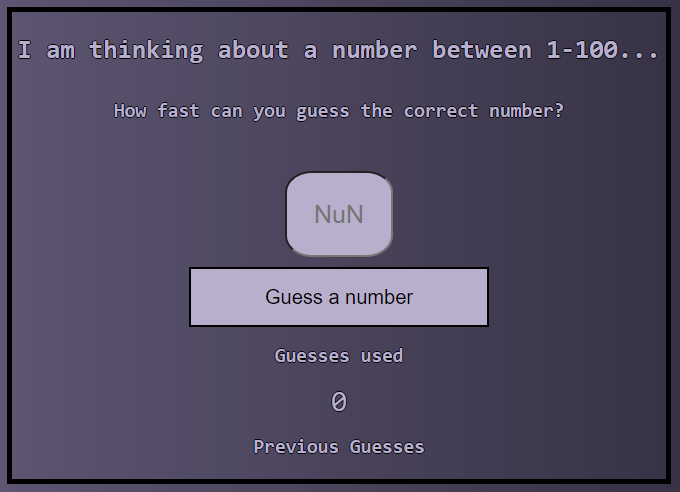 I am thinking about a number between 1-100...
How fast can you guess the correct number?
NuN
Guess a number
Guesses used
0
Previous Guesses